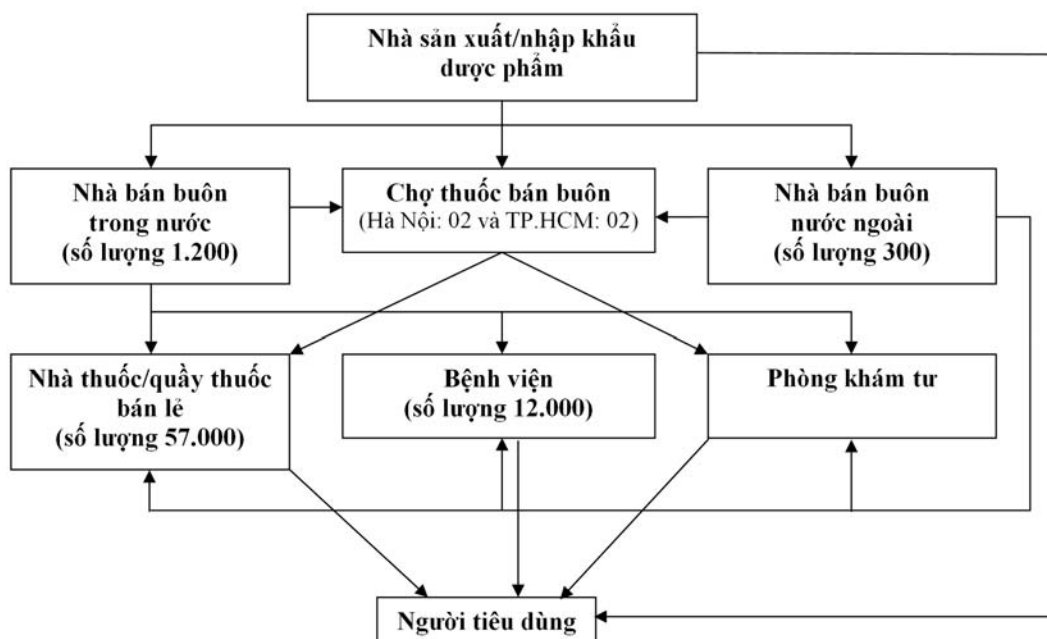 Nhà sản xuất/nhập khẩu
dược phẩm
Nhà bán buôn
trong nước
(số lượng 1.200)
Chợ thuốc bán buôn
(Hà Nội: 02 và TP.HCM: 02)
Nhà bán buôn
nước ngoài
(số lượng 300)
Nhà thuốc/quầy thuốc
bán lẻ
(số lượng 57.000)
Bệnh viện
(số lượng 12.000)
Phòng khám tư
Người tiêu dùng